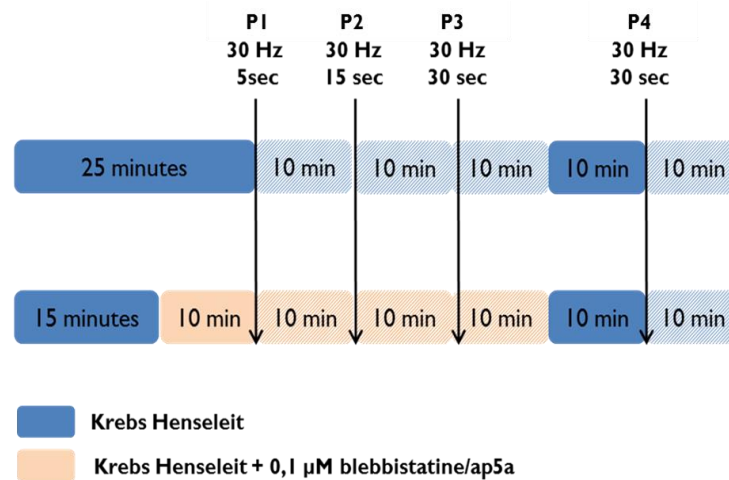 P1 P2 P3 P4
30 Hz 30 Hz 30 Hz 30 Hz
5sec 15 sec 30 sec 30 sec
25 minutes 10 min 10 min 10 min 10 min 10 min
15 minutes 10 min 10 min 10 min 10 min 10 min 10 min
Krebs Henseleit
Krebs Henseleit + 0,1 µM blebbistatine/ap5a